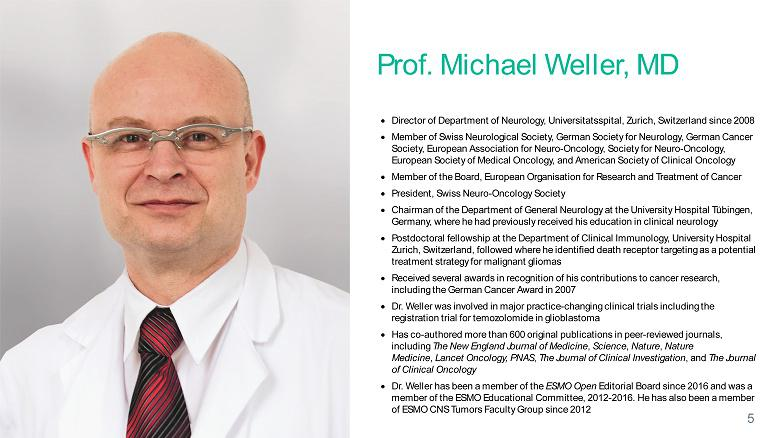 Prof. Michael Weller, MD
• Director of Department of Neurology, Universitatsspital, Zurich, Switzerland since 2008
• Member of Swiss Neurological Society, German Society for Neurology, German Cancer
Society, European Association for Neuro-Oncology, Society for Neuro-Oncology,
European Society of Medical Oncology, and American Society of Clinical Oncology
• Member of the Board, European Organisation for Research and Treatment of Cancer
• President, Swiss Neuro-Oncology Society
• Chairman of the Department of General Neurology at the University Hospital Tübingen,
Germany, where he had previously received his education in clinical neurology
• Postdoctoral fellowship at the Department of Clinical Immunology, University Hospital
Zurich, Switzerland, followed where he identified death receptor targeting as a potential
treatment strategy for malignant gliomas
• Received several awards in recognition of his contributions to cancer research,
including the German Cancer Award in 2007
• Dr. Weller was involved in major practice-changing clinical trials including the
registration trial for temozolomide in glioblastoma
• Has co-authored more than 600 original publications in peer-reviewed journals,
including The New England Journal of Medicine, Science, Nature, Nature
Medicine, Lancet Oncology, PNAS, The Journal of Clinical Investigation, and The Journal
of Clinical Oncology
• Dr. Weller has been a member of the ESMO Open Editorial Board since 2016 and was a
member of the ESMO Educational Committee, 2012-2016. He has also been a member
of ESMO CNS Tumors Faculty Group since 2012
5